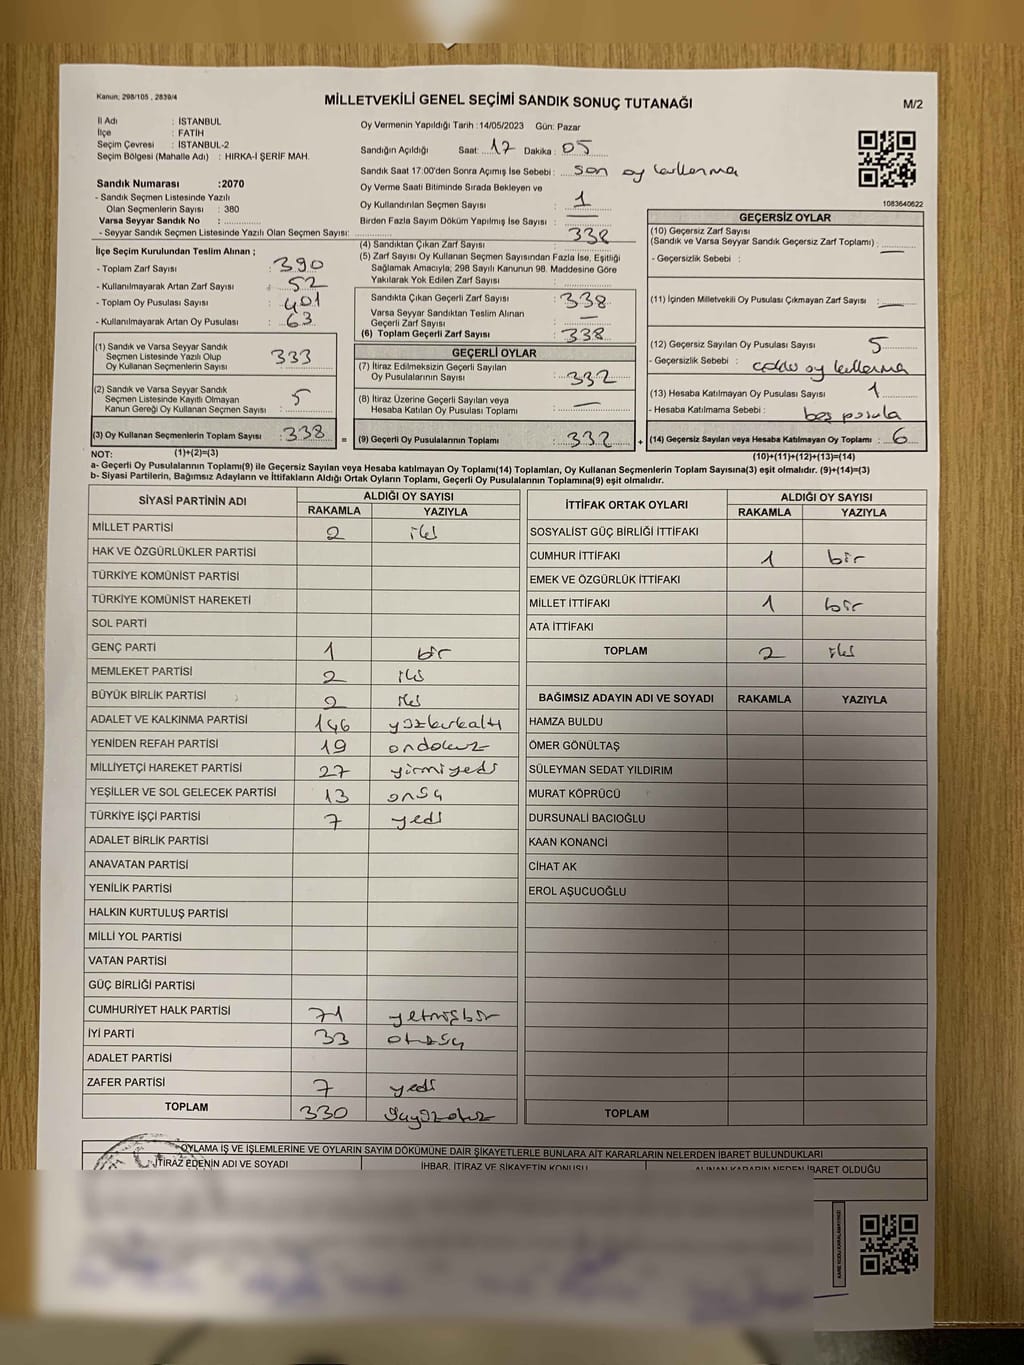 Kanun: 298/105 , 2839/4
MİLLETVEKİLİ GENEL SEÇİMİ SANDIK SONUÇ TUTANAĞI
M/2
İl Adı : İSTANBUL
İlçe : FATİH
Seçim Çevresi : İSTANBUL-2
Seçim Bölgesi (Mahalle Adı) : HIRKA-İ ŞERİF MAH.
Sandık Numarası :2070
- Sandık Seçmen Listesinde Yazılı
Olan Seçmenlerin Sayısı : 380
Varsa Seyyar Sandık No :
- Seyyar Sandık Seçmen Listesinde Yazılı Olan Seçmen Sayısı:
Oy Vermenin Yapıldığı Tarih :14/05/2023 Gün: Pazar
Sandığın Açıldığı Saat: 17 Dakika : 05
Sandık Saat 17:00'den Sonra Açımış İse Sebebi : son oy kullanma
Oy Verme Saati Bitiminde Sırada Bekleyen ve
Oy Kullandırılan Seçmen Sayısı : 1
Birden Fazla Sayım Döküm Yapılmış İse Sayısı : —
1083640622
İlçe Seçim Kurulundan Teslim Alınan ;
- Toplam Zarf Sayısı : 390
- Kullanılmayarak Artan Zarf Sayısı : 52
- Toplam Oy Pusulası Sayısı : 401
- Kullanılmayarak Artan Oy Pusulası : 63
(1) Sandık ve Varsa Seyyar Sandık
Seçmen Listesinde Yazılı Olup
Oy Kullanan Seçmenlerin Sayısı : 333
(2) Sandık ve Varsa Seyyar Sandık
Seçmen Listesinde Kayıtlı Olmayan
Kanun Gereği Oy Kullanan Seçmen Sayısı : 5
(3) Oy Kullanan Seçmenlerin Toplam Sayısı : 338
(1)+(2)=(3)
(4) Sandıktan Çıkan Zarf Sayısı : 338
(5) Zarf Sayısı Oy Kullanan Seçmen Sayısından Fazla İse, Eşitliği
Sağlamak Amacıyla; 298 Sayılı Kanunun 98. Maddesine Göre
Yakılarak Yok Edilen Zarf Sayısı :
Sandıkta Çıkan Geçerli Zarf Sayısı : 338
Varsa Seyyar Sandıktan Teslim Alınan
Geçerli Zarf Sayısı : —
(6) Toplam Geçerli Zarf Sayısı : 338
GEÇERLİ OYLAR
(7) İtiraz Edilmeksizin Geçerli Sayılan
Oy Pusulalarının Sayısı : 332
(8) İtiraz Üzerine Geçerli Sayılan veya
Hesaba Katılan Oy Pusulası Toplamı : —
= (9) Geçerli Oy Pusulalarının Toplamı : 332
GEÇERSİZ OYLAR
(10) Geçersiz Zarf Sayısı
(Sandık ve Varsa Seyyar Sandık Geçersiz Zarf Toplamı) : —
- Geçersizlik Sebebi :
(11) İçinden Milletvekili Oy Pusulası Çıkmayan Zarf Sayısı : —
(12) Geçersiz Sayılan Oy Pusulası Sayısı : 5
- Geçersizlik Sebebi : oy kullanma
(13) Hesaba Katılmayan Oy Pusulası Sayısı : 1
- Hesaba Katılmama Sebebi : boş pusula
+ (14) Geçersiz Sayılan veya Hesaba Katılmayan Oy Toplamı : 6
(10)+(11)+(12)+(13)=(14)
NOT:
a- Geçerli Oy Pusulalarının Toplamı(9) ile Geçersiz Sayılan veya Hesaba katılmayan Oy Toplamı(14) Toplamları, Oy Kullanan Seçmenlerin Toplam Sayısına(3) eşit olmalıdır. (9)+(14)=(3)
b- Siyasi Partilerin, Bağımsız Adayların ve İttifakların Aldığı Ortak Oyların Toplamı, Geçerli Oy Pusulalarının Toplamına(9) eşit olmalıdır.
SİYASİ PARTİNİN ADI ALDIĞI OY SAYISI
RAKAMLA YAZIYLA
MİLLET PARTİSİ 2 iki
HAK VE ÖZGÜRLÜKLER PARTİSİ
TÜRKİYE KOMÜNİST PARTİSİ
TÜRKİYE KOMÜNİST HAREKETİ
SOL PARTİ
GENÇ PARTİ 1 bir
MEMLEKET PARTİSİ 2 iki
BÜYÜK BİRLİK PARTİSİ 2 iki
ADALET VE KALKINMA PARTİSİ 146 yüzkırkaltı
YENİDEN REFAH PARTİSİ 19 ondokuz
MİLLİYETÇİ HAREKET PARTİSİ 27 yirmiyedi
YEŞİLLER VE SOL GELECEK PARTİSİ 13 onüç
TÜRKİYE İŞÇİ PARTİSİ 7 yedi
ADALET BİRLİK PARTİSİ
ANAVATAN PARTİSİ
YENİLİK PARTİSİ
HALKIN KURTULUŞ PARTİSİ
MİLLİ YOL PARTİSİ
VATAN PARTİSİ
GÜÇ BİRLİĞİ PARTİSİ
CUMHURİYET HALK PARTİSİ 71 yetmişbir
İYİ PARTİ 33 otuzüç
ADALET PARTİSİ
ZAFER PARTİSİ 7 yedi
TOPLAM 330 üçyüzotuz
İTTİFAK ORTAK OYLARI ALDIĞI OY SAYISI
RAKAMLA YAZIYLA
SOSYALİST GÜÇ BİRLİĞİ İTTİFAKI
CUMHUR İTTİFAKI 1 bir
EMEK VE ÖZGÜRLÜK İTTİFAKI
MİLLET İTTİFAKI 1 bir
ATA İTTİFAKI
TOPLAM 2 iki
BAĞIMSIZ ADAYIN ADI VE SOYADI RAKAMLA YAZIYLA
HAMZA BULDU
ÖMER GÖNÜLTAŞ
SÜLEYMAN SEDAT YILDIRIM
MURAT KÖPRÜCÜ
DURSUNALİ BACIOĞLU
KAAN KONANCİ
CİHAT AK
EROL AŞUCUOĞLU
TOPLAM
OYLAMA İŞ VE İŞLEMLERİNE VE OYLARIN SAYIM DÖKÜMÜNE DAİR ŞİKAYETLERLE BUNLARA AİT KARARLARIN NELERDEN İBARET BULUNDUKLARI
İTİRAZ EDENİN ADI VE SOYADI İHBAR, İTİRAZ VE ŞİKAYETİN KONUSU ALINAN KARARIN NEDEN İBARET OLDUĞU